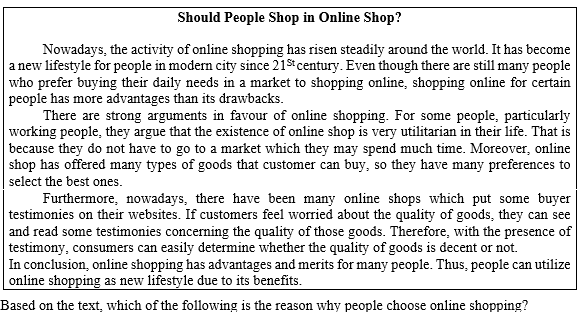 Should People Shop in Online Shop?
Nowadays, the activity of online shopping has risen steadily around the world. It has become
a new lifestyle for people in modern city since 21St century. Even though there are still many people
who prefer buying their daily needs in a market to shopping online, shopping online for certain
people has more advantages than its drawbacks.
There are strong arguments in favour of online shopping. For some people, particularly
working people, they argue that the existence of online shop is very utilitarian in their life. That is
because they do not have to go to a market which they may spend much time. Moreover, online
shop has offered many types of goods that customer can buy, so they have many preferences to
select the best ones.
Furthermore, nowadays, there have been many online shops which put some buyer
testimonies on their websites. If customers feel worried about the quality of goods, they can see
and read some testimonies concerning the quality of those goods. Therefore, with the presence of
testimony, consumers can easily determine whether the quality of goods is decent or not.
In conclusion, online shopping has advantages and merits for many people. Thus, people can utilize
online shopping as new lifestyle due to its benefits.
Based on the text, which of the following is the reason why people choose online shopping?